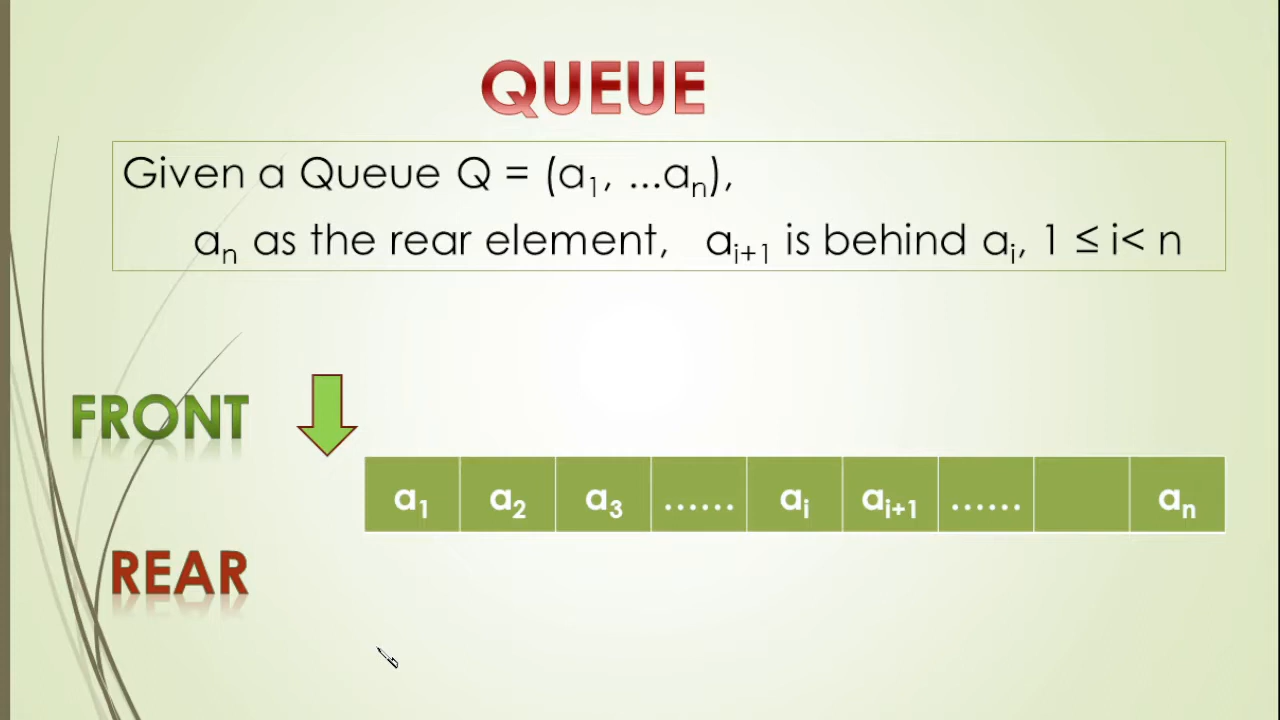 QUEUE
Given a Queue Q = (a₁, ...aₙ),
aₙ as the rear element, aᵢ₊₁ is behind aᵢ, 1 ≤ i< n
FRONT
a₁ a₂ a₃ ...... aᵢ aᵢ₊₁ ...... aₙ
REAR